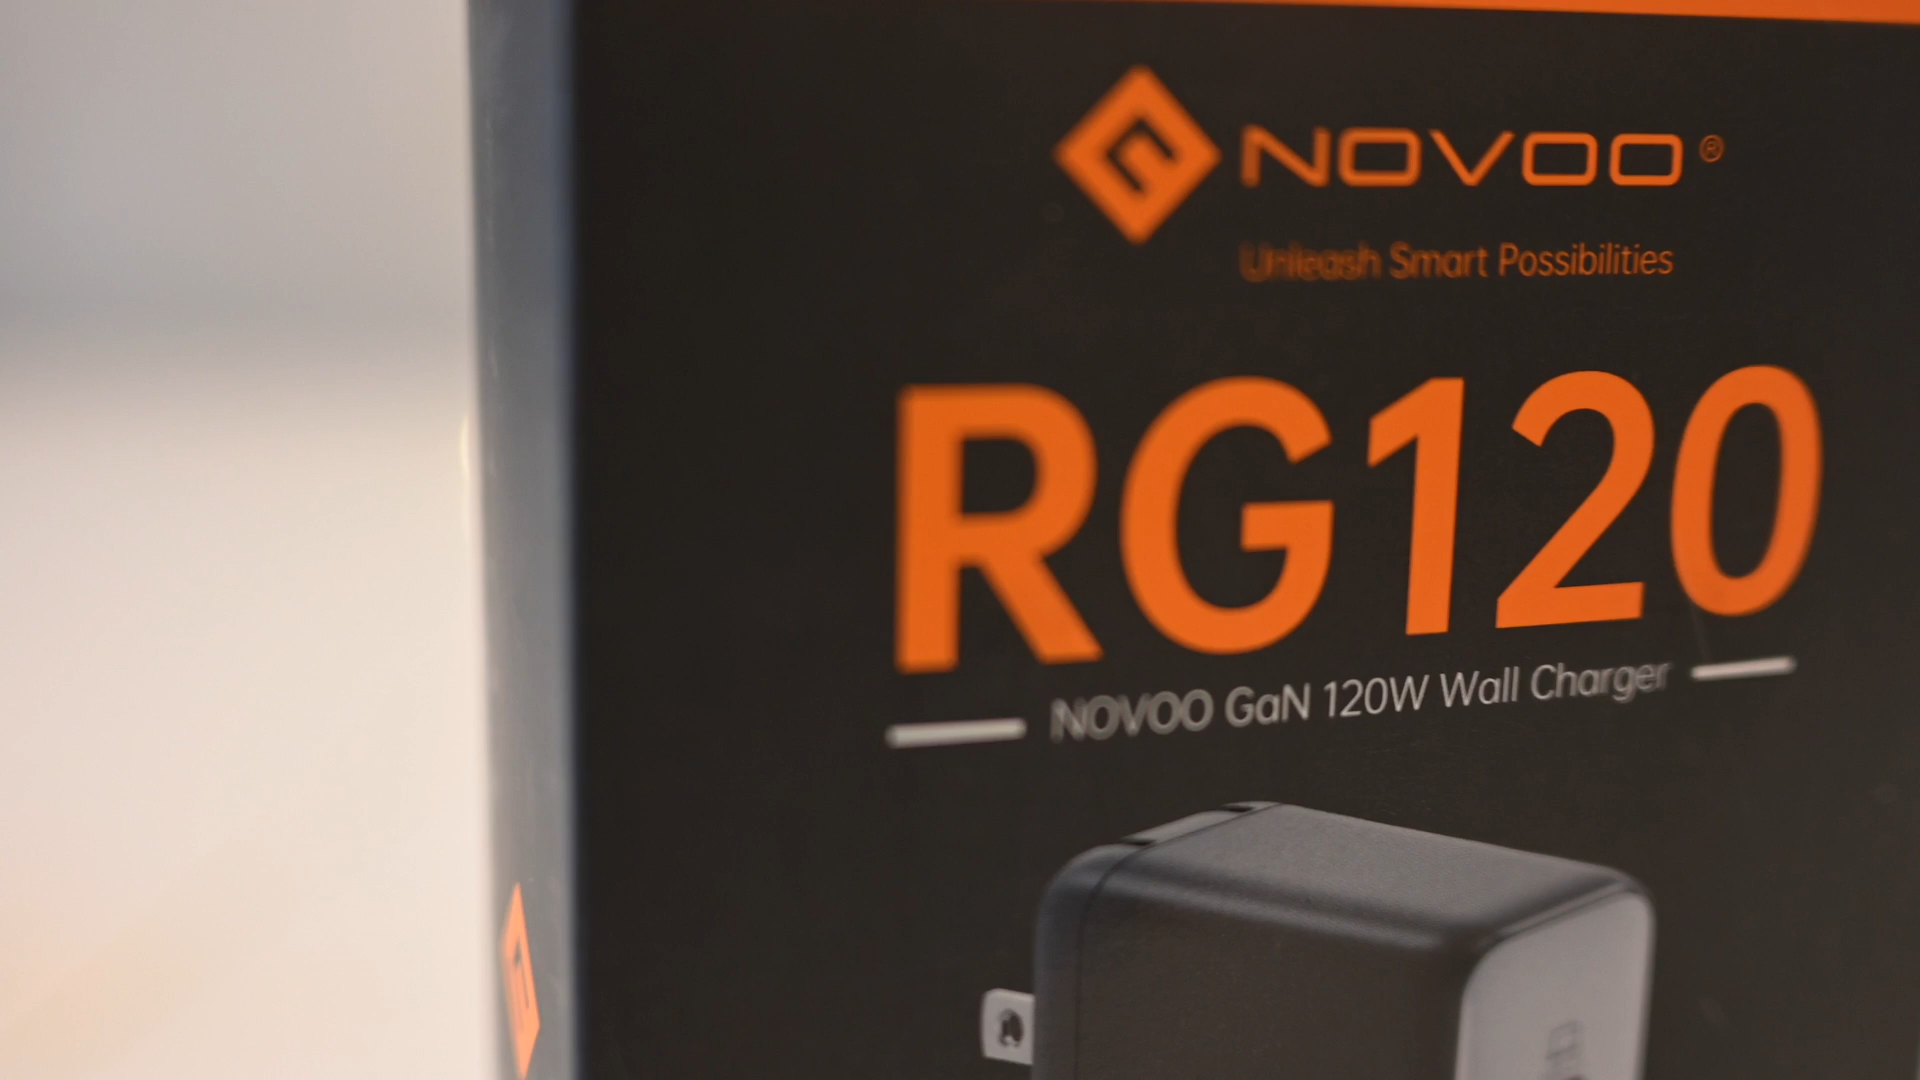 NOVOO®
Unleash Smart Possibilities
RG120
NOVOO GaN 120W Wall Charger